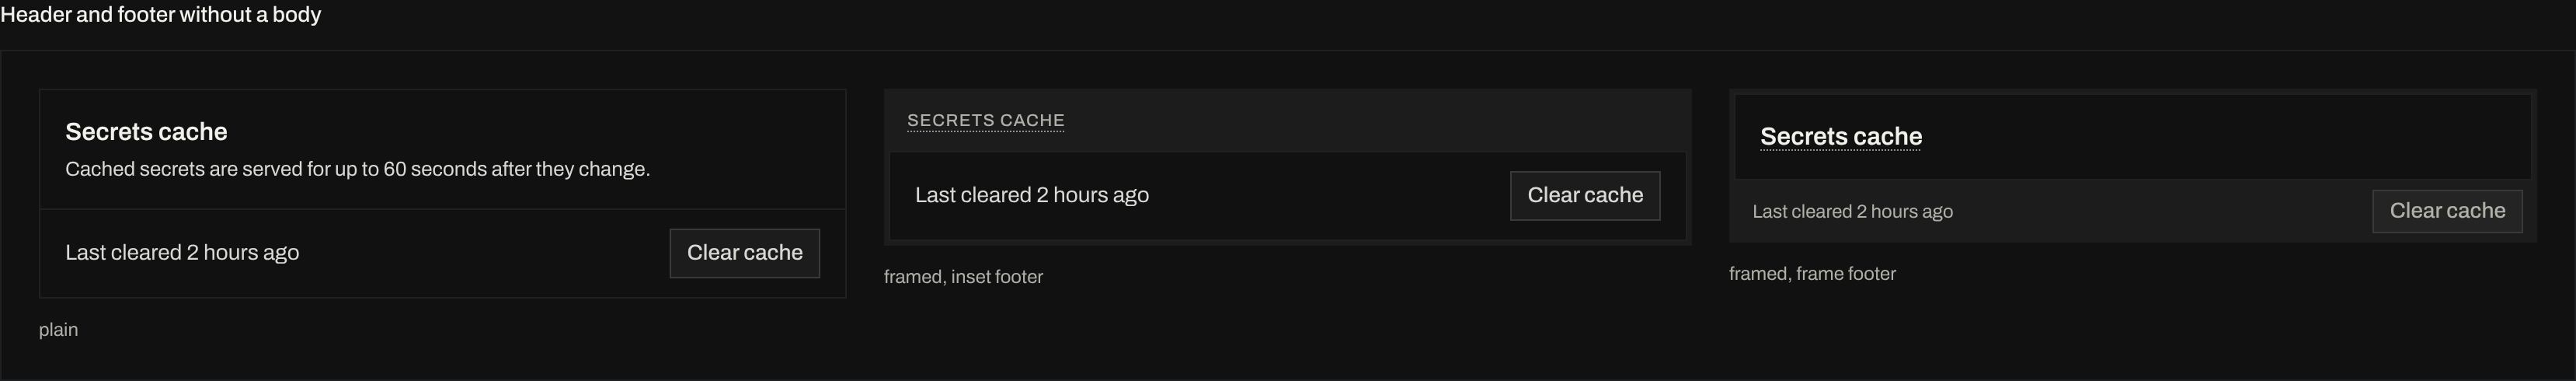 Header and footer without a body
Secrets cache
Cached secrets are served for up to 60 seconds after they change.
Last cleared 2 hours ago
Clear cache
plain
SECRETS CACHE
Last cleared 2 hours ago
Clear cache
framed, inset footer
Secrets cache
Last cleared 2 hours ago
Clear cache
framed, frame footer